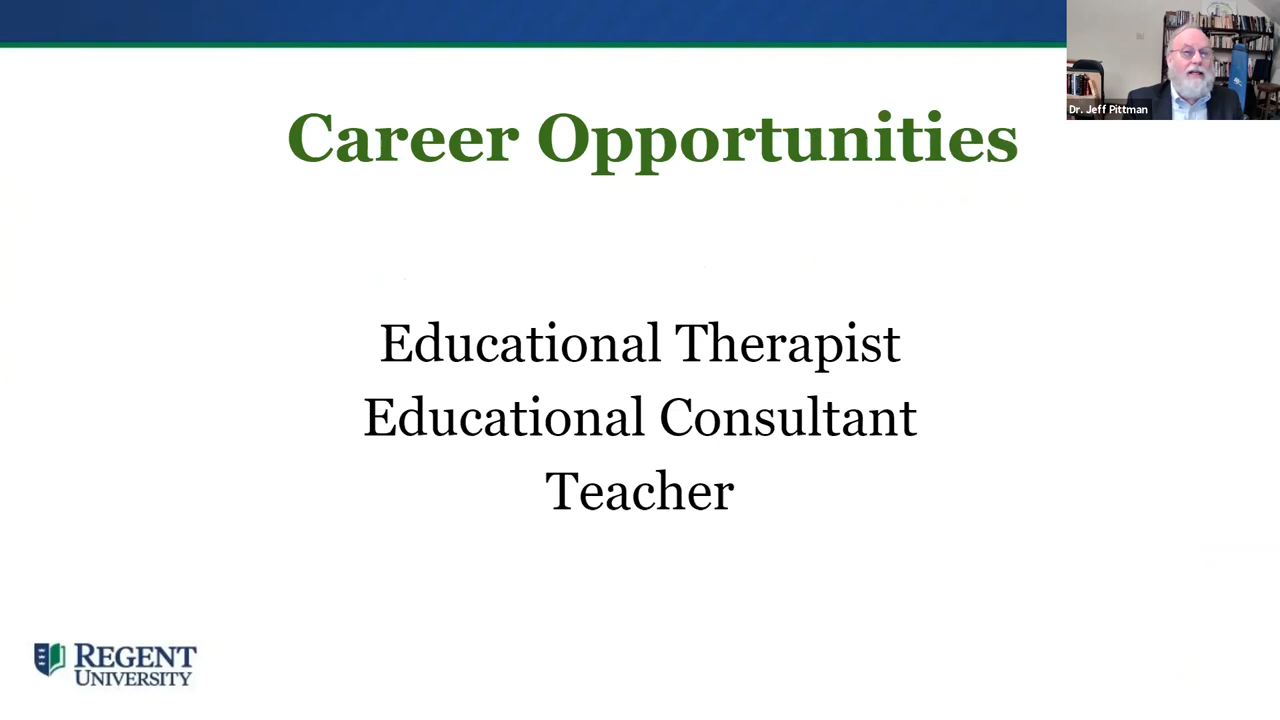 Dr. Jeff Pittman
Career Opportunities
Educational Therapist
Educational Consultant
Teacher
REGENT
UNIVERSITY